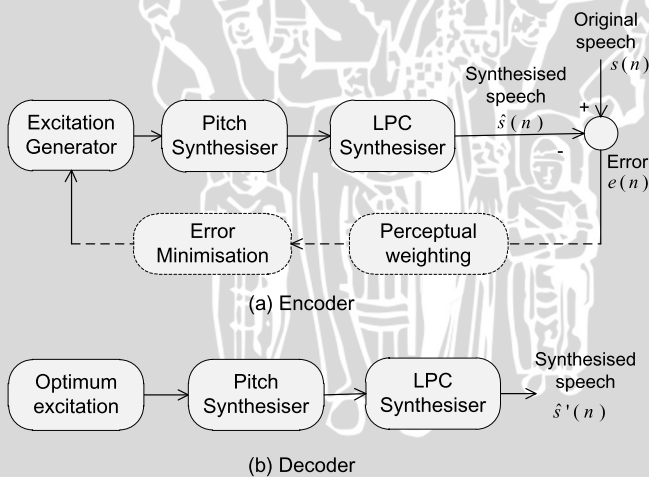 Original
speech
s(n)
Synthesised
speech
ŝ(n)
+
-
Excitation
Generator
Pitch
Synthesiser
LPC
Synthesiser
Error
e(n)
Error
Minimisation
Perceptual
weighting
(a) Encoder
Optimum
excitation
Pitch
Synthesiser
LPC
Synthesiser
Synthesised
speech
ŝ'(n)
(b) Decoder